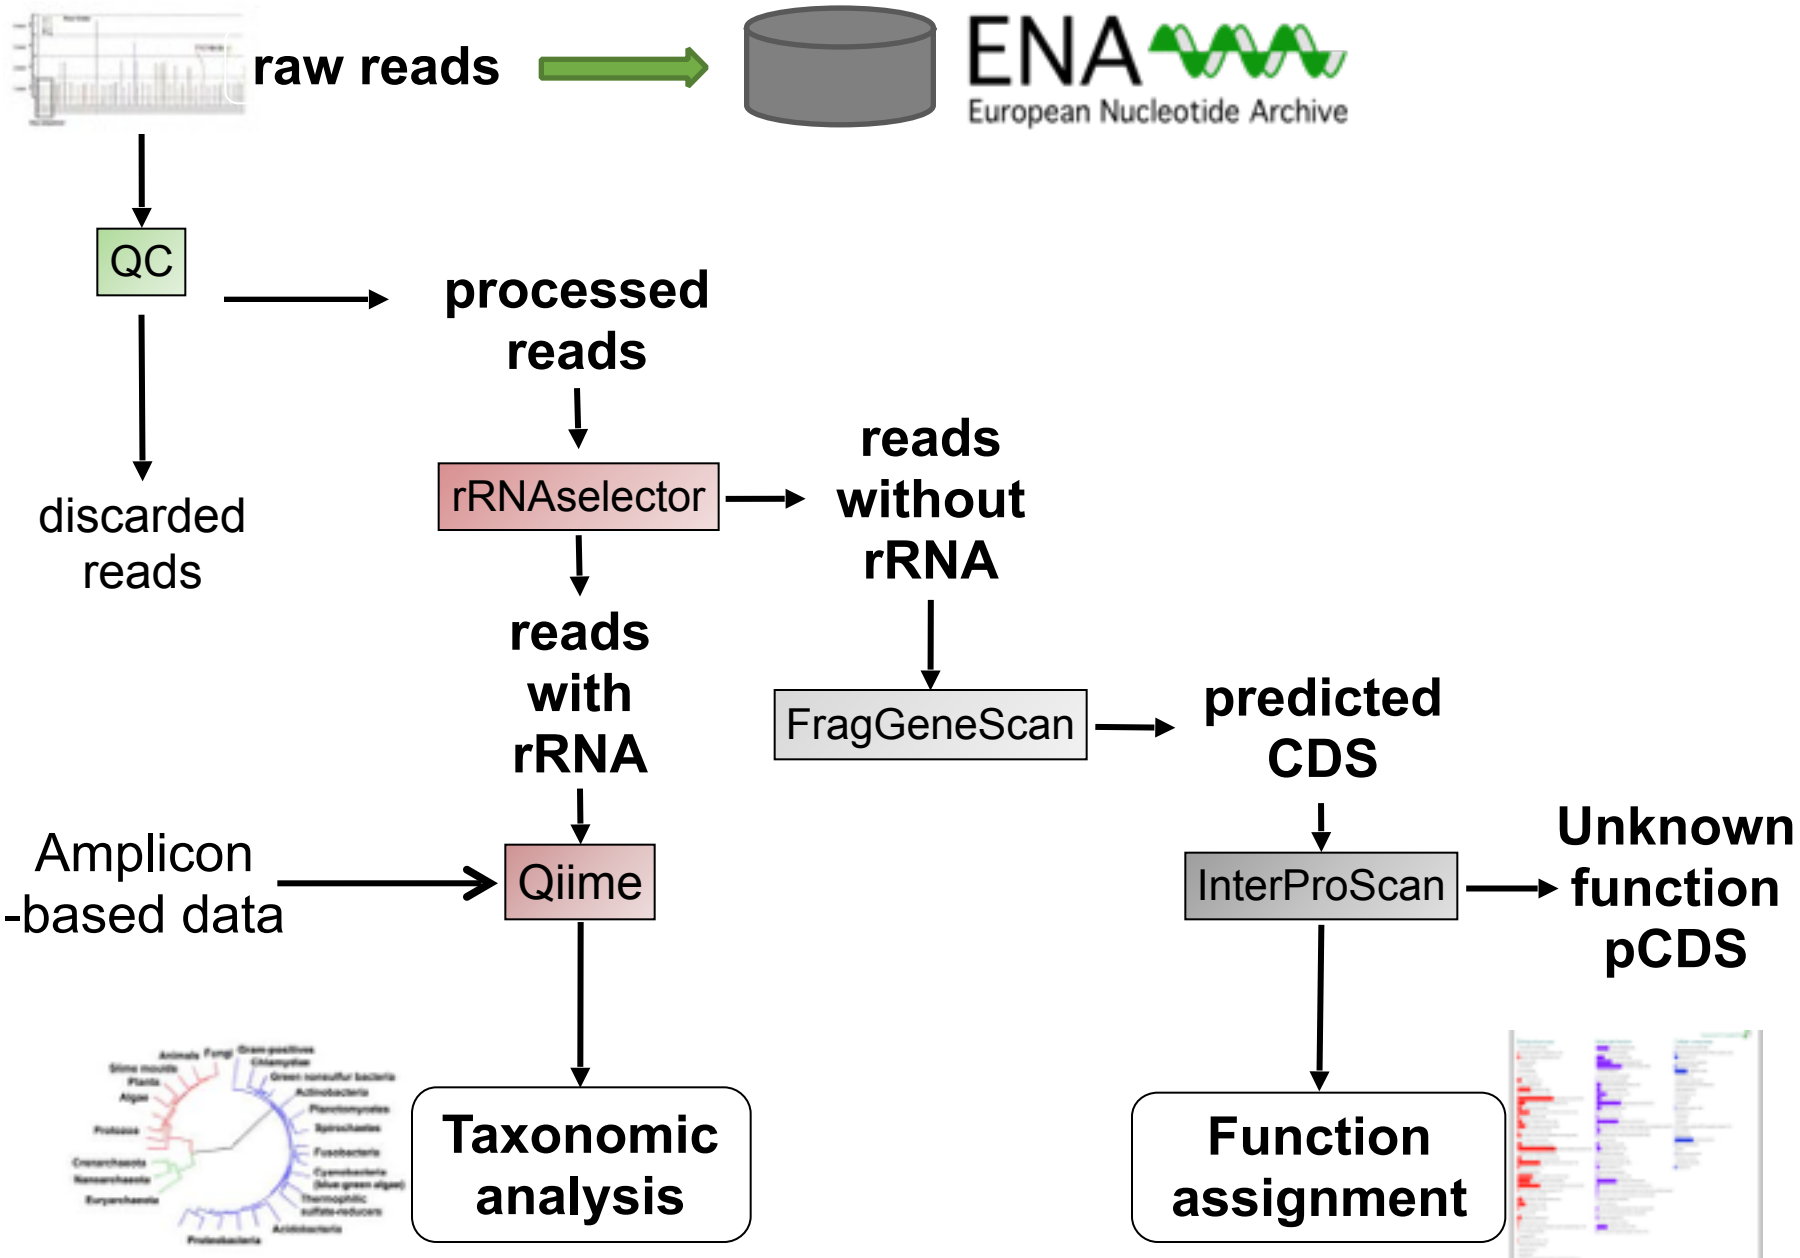 raw reads
ENA
European Nucleotide Archive
QC
processed
reads
discarded
reads
rRNAselector
reads
without
rRNA
reads
with
rRNA
FragGeneScan
predicted
CDS
Amplicon
-based data
Qiime
InterProScan
Unknown
function
pCDS
Animals
Fungi
Gram-positives
Chlamydiae
Slime moulds
Green nonsulfur bacteria
Plants
Actinobacteria
Algae
Planctomycetes
Spirochaetes
Protozoa
Fusobacteria
Crenarchaeota
Cyanobacteria
(blue-green algae)
Nanoarchaeota
Euryarchaeota
Thermophilic
sulfate-reducers
Acidobacteria
Proteobacteria
Taxonomic
analysis
Function
assignment